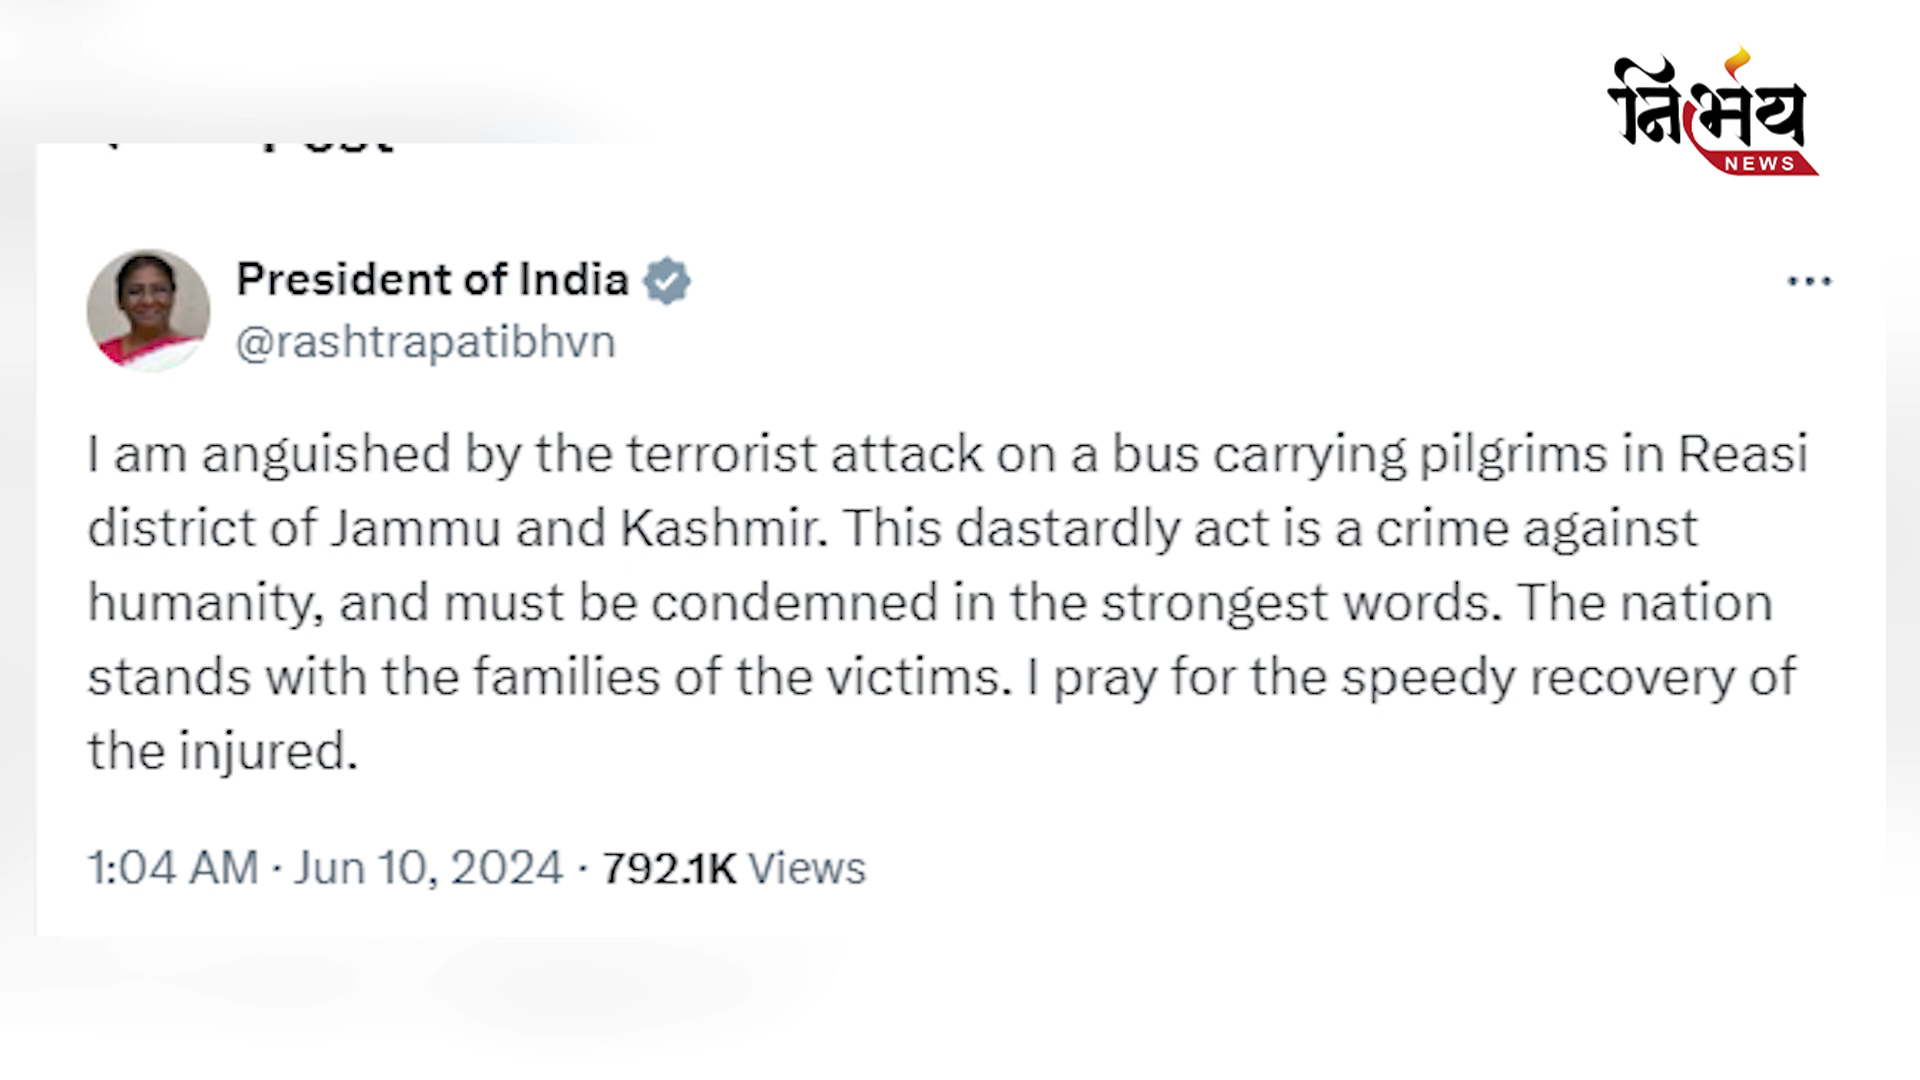 निर्भय
NEWS
Post
President of India
@rashtrapatibhvn
I am anguished by the terrorist attack on a bus carrying pilgrims in Reasi
district of Jammu and Kashmir. This dastardly act is a crime against
humanity, and must be condemned in the strongest words. The nation
stands with the families of the victims. I pray for the speedy recovery of
the injured.
1:04 AM · Jun 10, 2024 · 792.1K Views